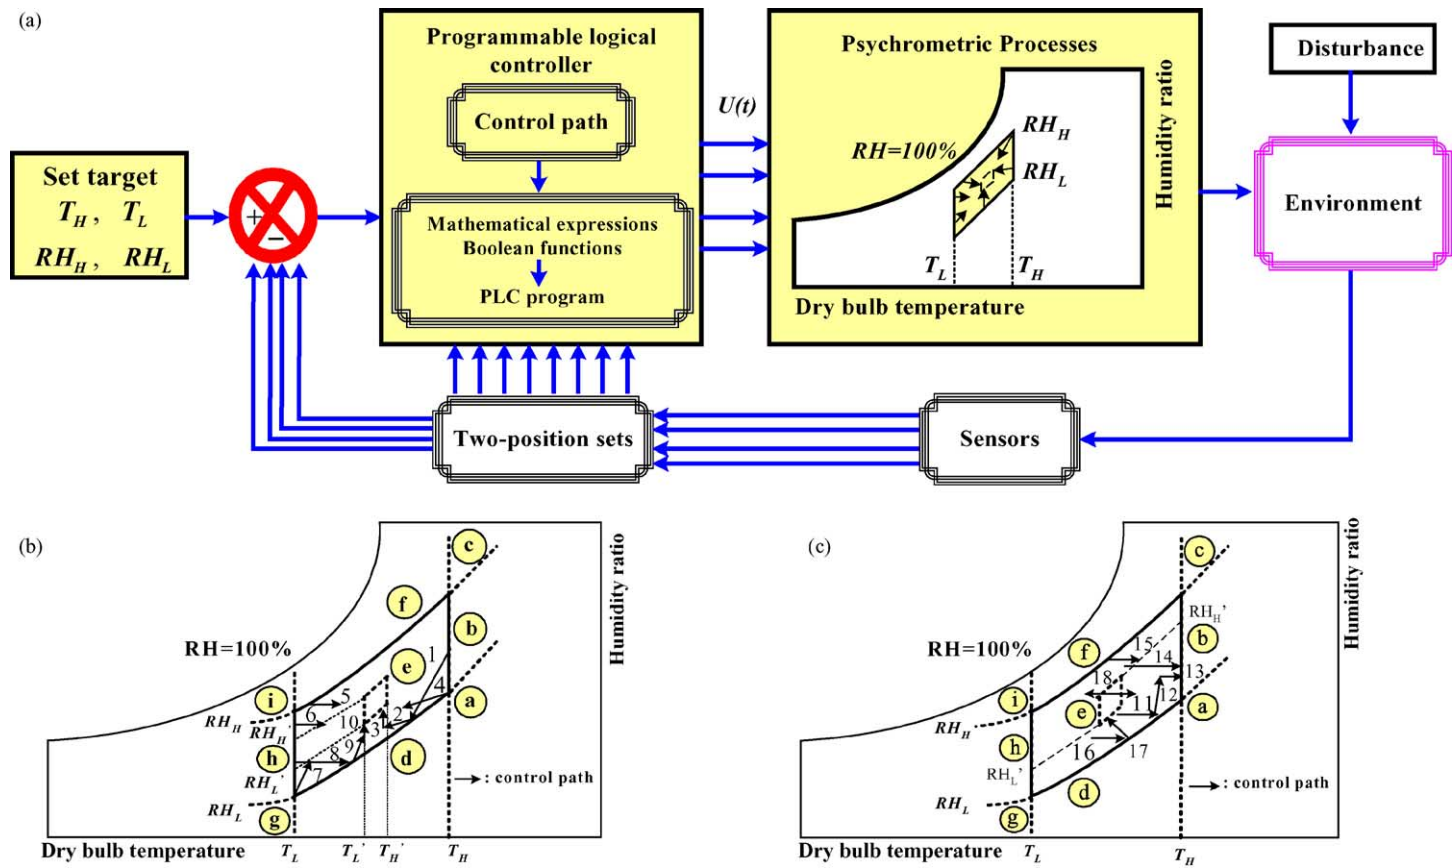 (a)
Programmable logical
controller
Control path
Mathematical expressions
Boolean functions
PLC program
Set target
T_H , T_L
RH_H , RH_L
+
−
U(t)
Psychrometric Processes
RH=100%
RH_H
RH_L
T_L
T_H
Dry bulb temperature
Humidity ratio
Disturbance
Environment
Two-position sets
Sensors
(b)
RH=100%
Humidity ratio
c
f
b
e
1
4
a
i
5
6
RH_H
RH_H'
10
2
3
9
h
8
7
d
RH_L'
RH_L
g
: control path
Dry bulb temperature
T_L
T_L'
T_H'
T_H
(c)
RH=100%
Humidity ratio
c
RH_H'
f
15
b
14
13
18
12
i
11
a
e
RH_H
h
16
17
RH_L'
d
RH_L
g
: control path
Dry bulb temperature
T_L
T_H